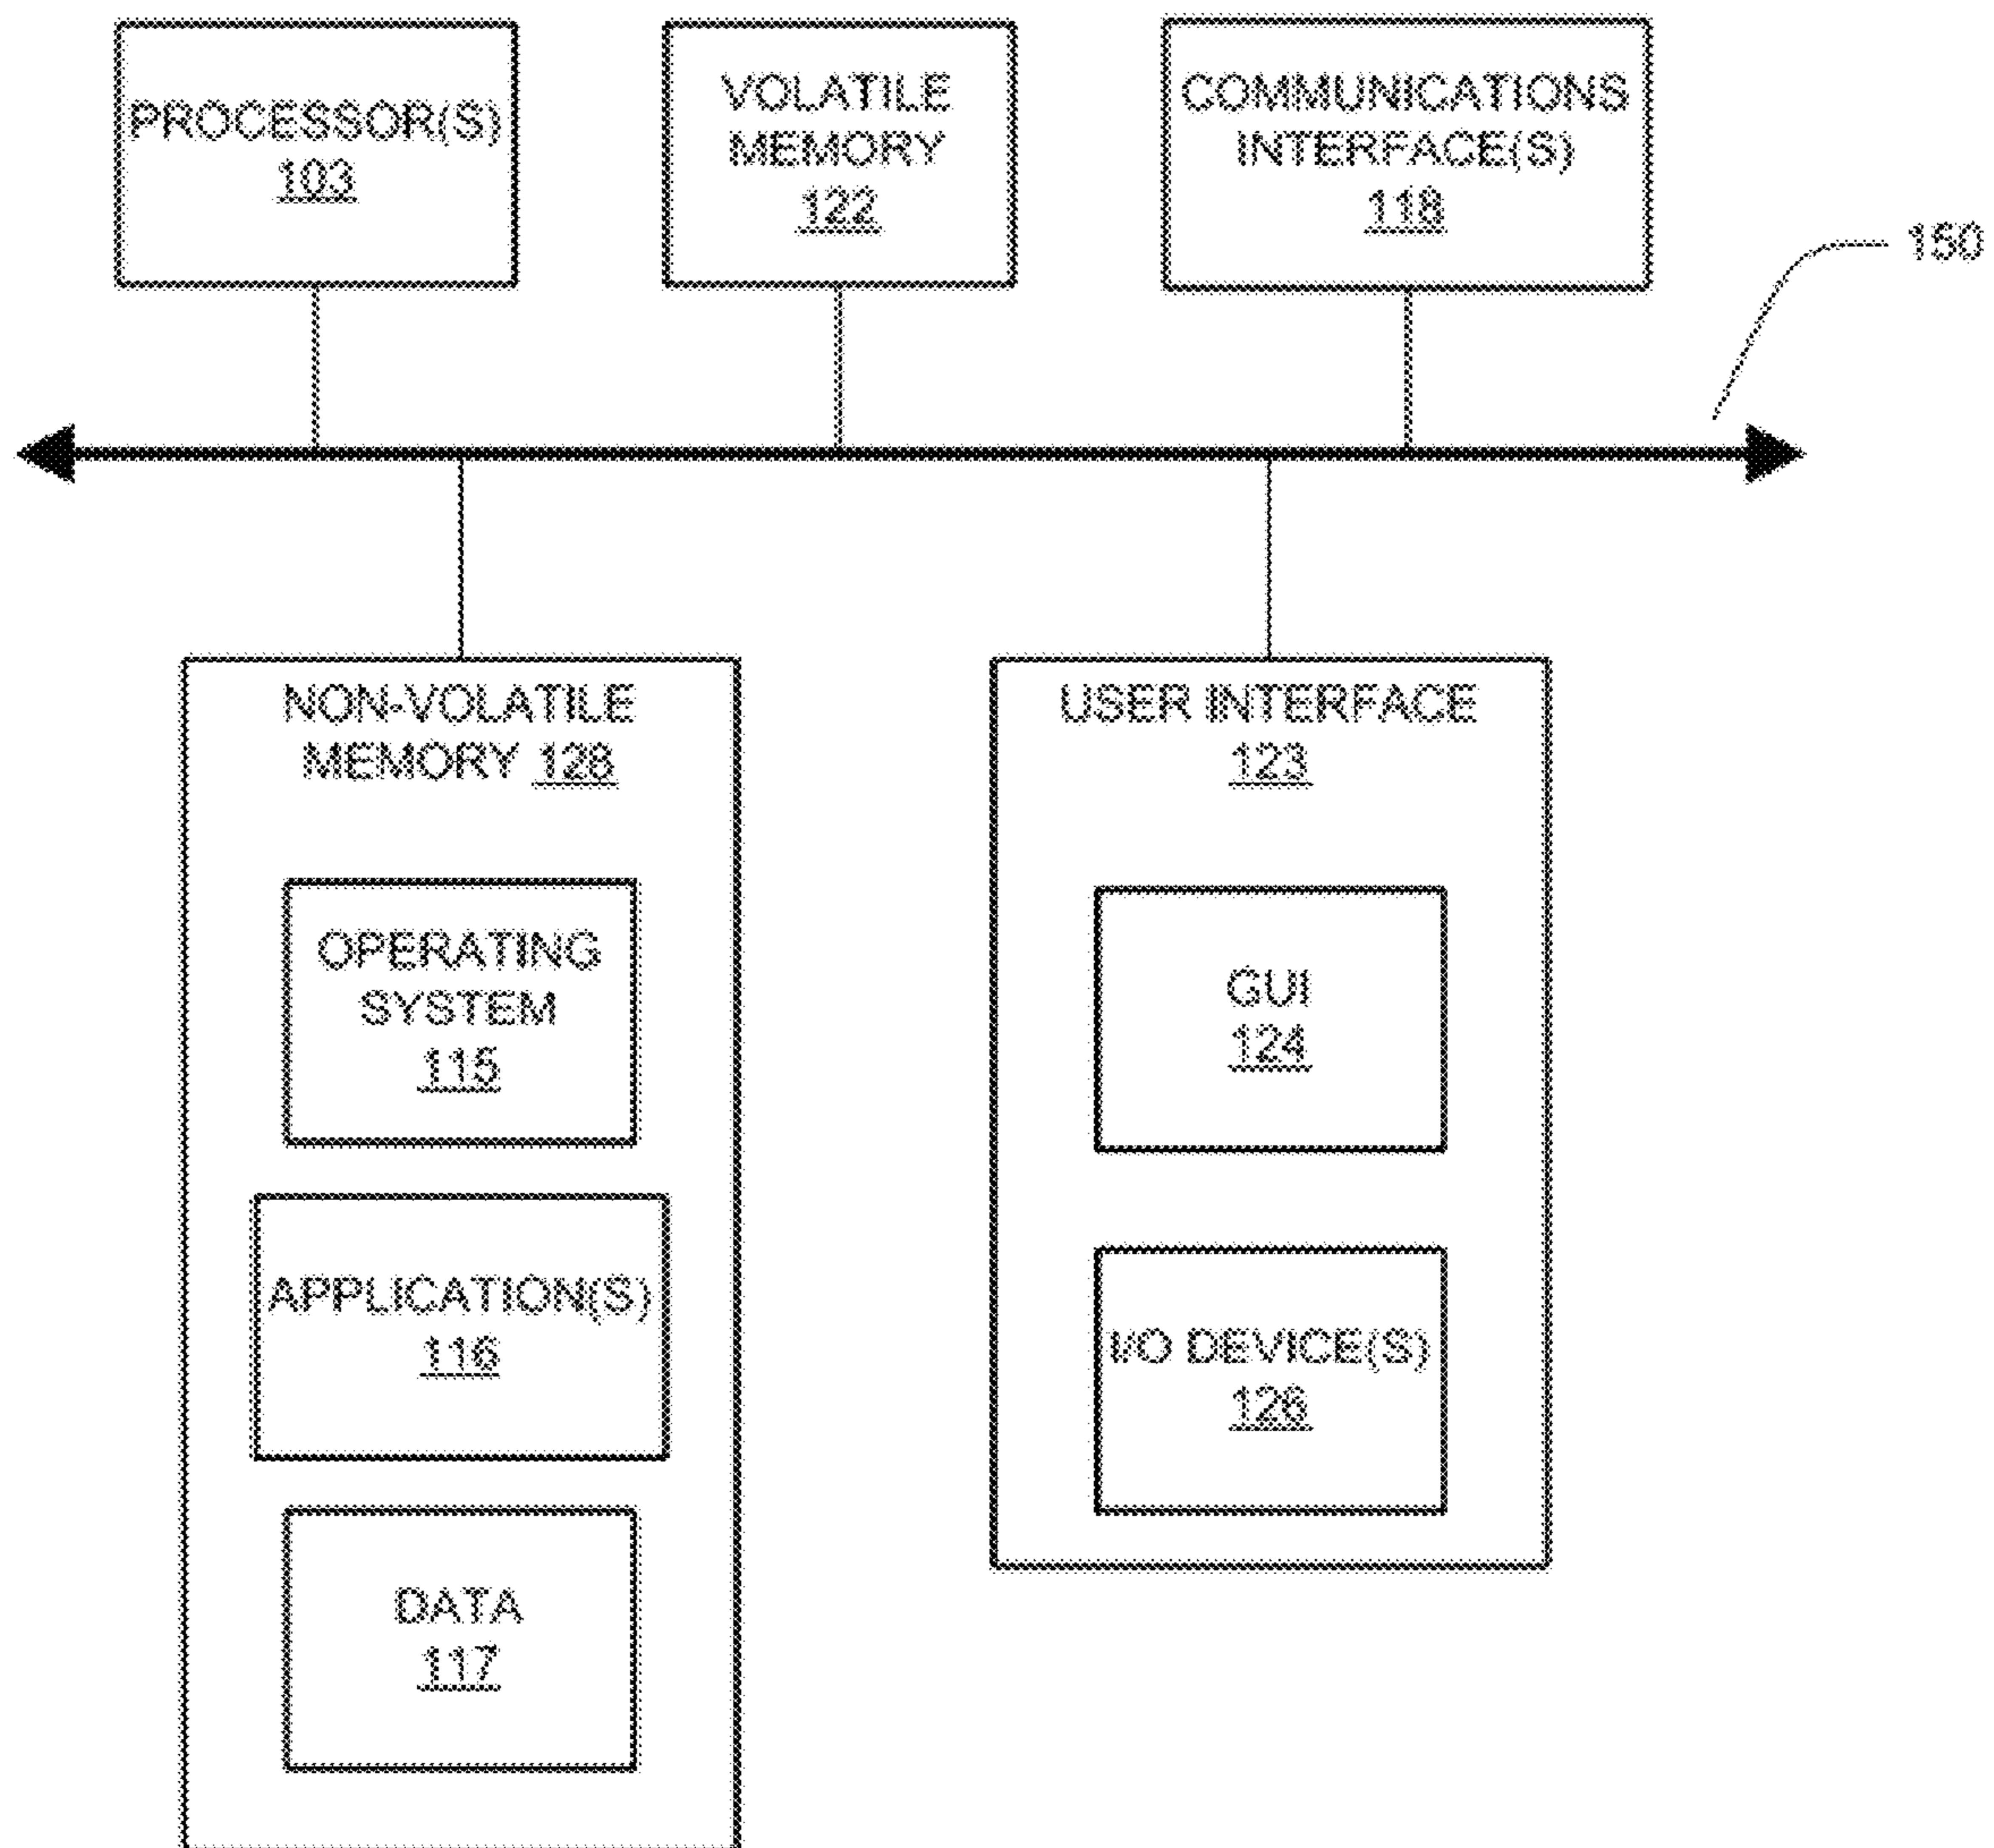 PROCESSOR(S)
103
VOLATILE
MEMORY
122
COMMUNICATIONS
INTERFACE(S)
118
150
NON-VOLATILE
MEMORY 128
OPERATING
SYSTEM
115
APPLICATION(S)
116
DATA
117
USER INTERFACE
123
GUI
124
I/O DEVICE(S)
126